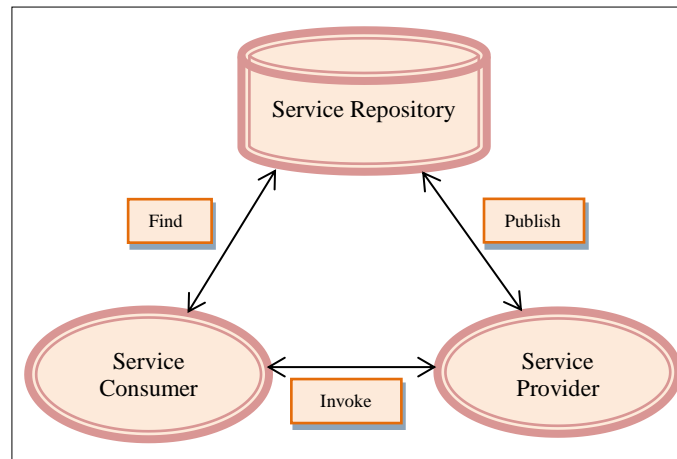 Service Repository
Find
Publish
Service
Consumer
Service
Provider
Invoke